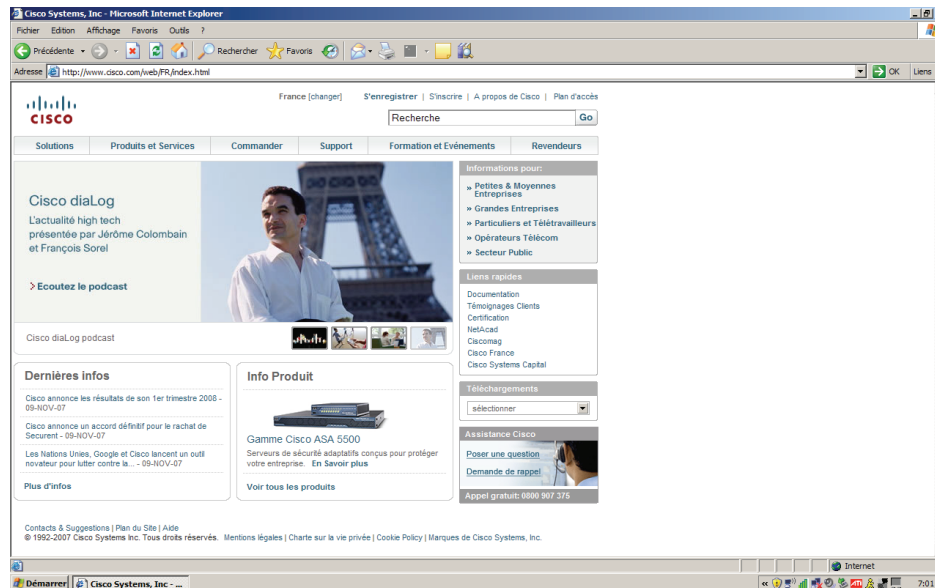 Cisco Systems, Inc - Microsoft Internet Explorer
Fichier Edition Affichage Favoris Outils ?
Précédente Rechercher Favoris
Adresse http://www.cisco.com/web/FR/index.html OK Liens
France [changer] S'enregistrer | S'inscrire | A propos de Cisco | Plan d'accès
CISCO
Recherche Go
Solutions Produits et Services Commander Support Formation et Evénements Revendeurs
Cisco diaLog
L'actualité high tech
présentée par Jérôme Colombain
et François Sorel
Ecoutez le podcast
Cisco diaLog podcast
Informations pour:
» Petites & Moyennes
Entreprises
» Grandes Entreprises
» Particuliers et Télétravailleurs
» Opérateurs Télécom
» Secteur Public
Liens rapides
Documentation
Témoignages Clients
Certification
NetAcad
Ciscomag
Cisco France
Cisco Systems Capital
Dernières infos
Cisco annonce les résultats de son 1er trimestre 2008 -
09-NOV-07
Cisco annonce un accord définitif pour le rachat de
Securent - 09-NOV-07
Les Nations Unies, Google et Cisco lancent un outil
novateur pour lutter contre la... - 09-NOV-07
Plus d'infos
Info Produit
Gamme Cisco ASA 5500
Serveurs de sécurité adaptatifs conçus pour protéger
votre entreprise. En Savoir plus
Voir tous les produits
Téléchargements
sélectionner
Assistance Cisco
Poser une question
Demande de rappel
Appel gratuit: 0800 907 375
Contacts & Suggestions | Plan du Site | Aide
© 1992-2007 Cisco Systems Inc. Tous droits réservés. Mentions légales | Charte sur la vie privée | Cookie Policy | Marques de Cisco Systems, Inc.
Internet
Démarrer Cisco Systems, Inc - ... « 7:01